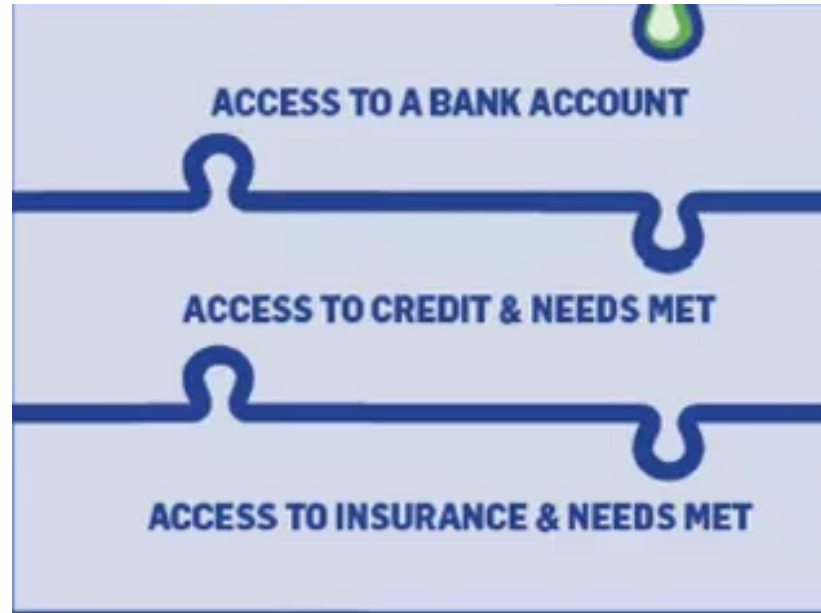 ACCESS TO A BANK ACCOUNT
ACCESS TO CREDIT & NEEDS MET
ACCESS TO INSURANCE & NEEDS MET